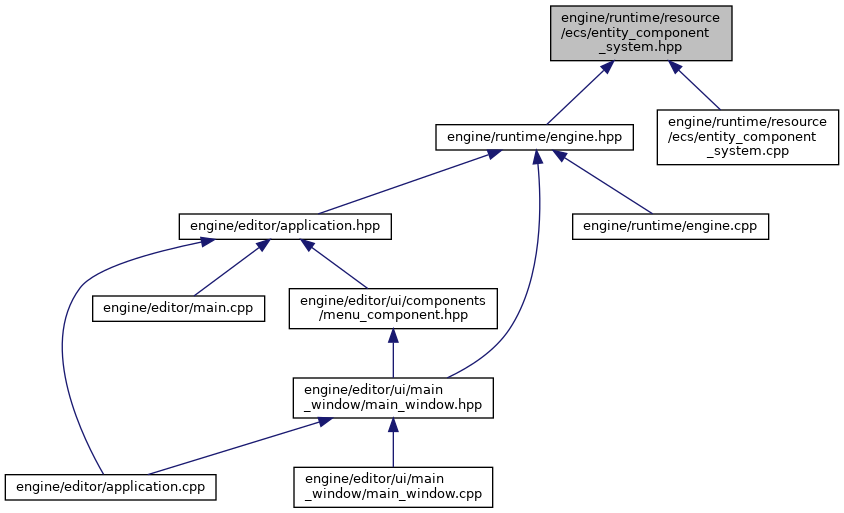 engine/runtime/resource
/ecs/entity_component
_system.hpp
engine/runtime/engine.hpp
engine/runtime/resource
/ecs/entity_component
_system.cpp
engine/editor/application.hpp
engine/runtime/engine.cpp
engine/editor/main.cpp
engine/editor/ui/components
/menu_component.hpp
engine/editor/ui/main
_window/main_window.hpp
engine/editor/application.cpp
engine/editor/ui/main
_window/main_window.cpp